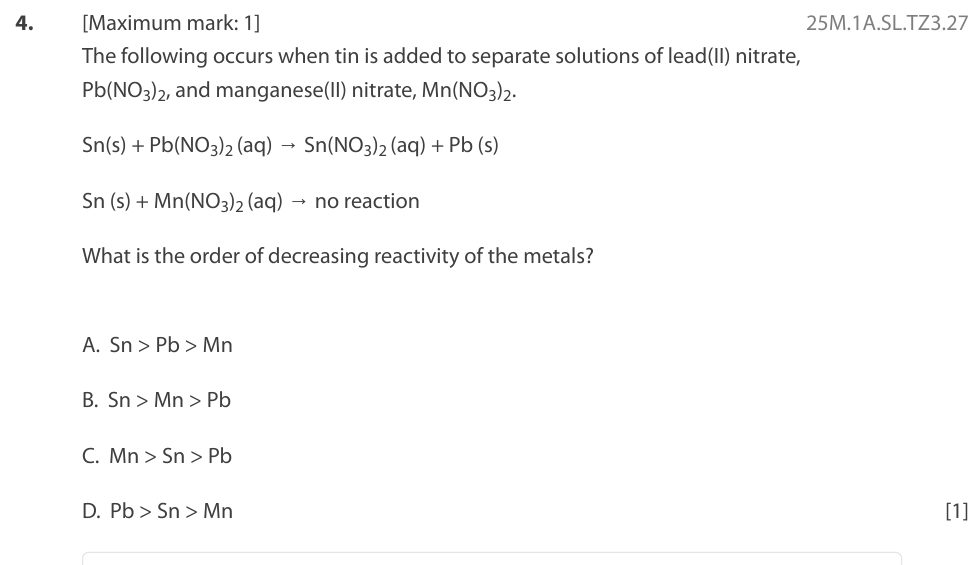 4. [Maximum mark: 1] 25M.1A.SL.TZ3.27
The following occurs when tin is added to separate solutions of lead(II) nitrate,
Pb(NO₃)₂, and manganese(II) nitrate, Mn(NO₃)₂.
Sn(s) + Pb(NO₃)₂ (aq) → Sn(NO₃)₂ (aq) + Pb (s)
Sn (s) + Mn(NO₃)₂ (aq) → no reaction
What is the order of decreasing reactivity of the metals?
A. Sn > Pb > Mn
B. Sn > Mn > Pb
C. Mn > Sn > Pb
D. Pb > Sn > Mn [1]